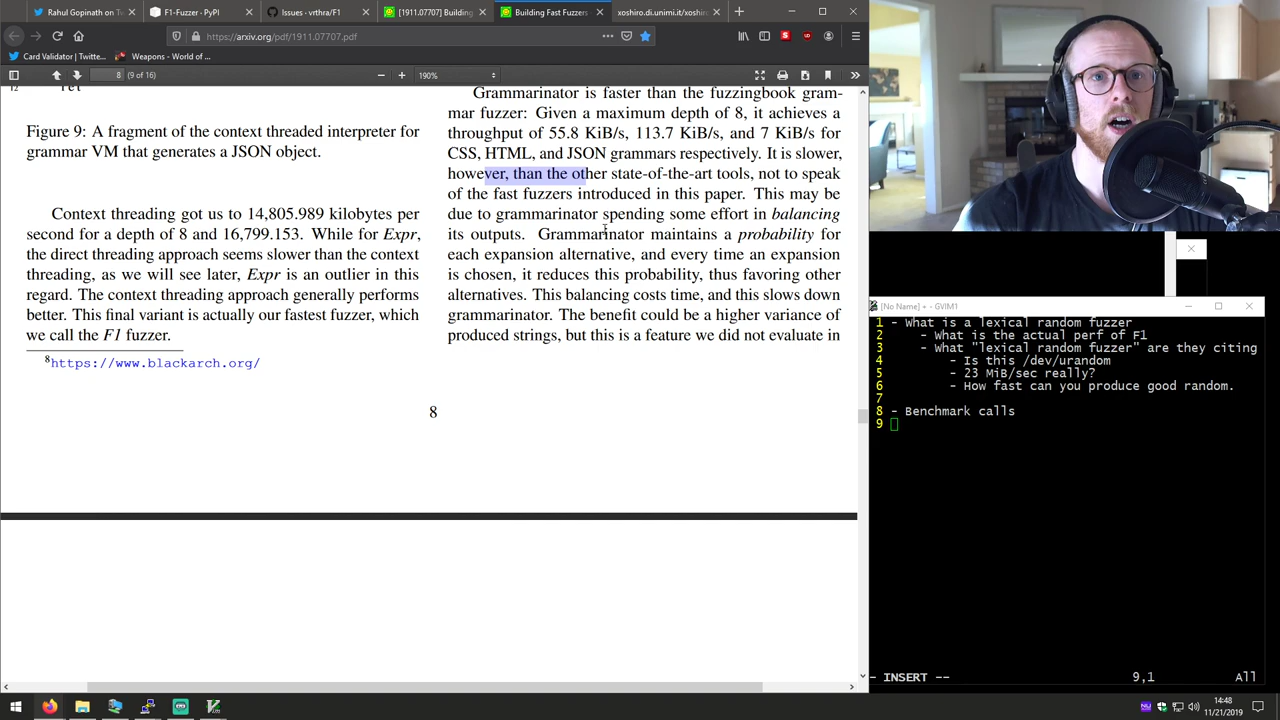 Rahul Gopinath on Tw
F1-Fuzzer · PyPI
Issues · vrthra/F1
[1911.07707] Building
Building Fast Fuzzers
xoshiro.di.unimi.it/xoshiro
https://arxiv.org/pdf/1911.07707.pdf
Card Validator | Twitte...
Weapons - World of ...
8
(9 of 16)
190%
12 ret
Figure 9: A fragment of the context threaded interpreter for
grammar VM that generates a JSON object.
Context threading got us to 14,805.989 kilobytes per
second for a depth of 8 and 16,799.153. While for Expr,
the direct threading approach seems slower than the context
threading, as we will see later, Expr is an outlier in this
regard. The context threading approach generally performs
better. This final variant is actually our fastest fuzzer, which
we call the F1 fuzzer.
8https://www.blackarch.org/
Grammarinator is faster than the fuzzingbook gram-
mar fuzzer: Given a maximum depth of 8, it achieves a
throughput of 55.8 KiB/s, 113.7 KiB/s, and 7 KiB/s for
CSS, HTML, and JSON grammars respectively. It is slower,
however, than the other state-of-the-art tools, not to speak
of the fast fuzzers introduced in this paper. This may be
due to grammarinator spending some effort in balancing
its outputs. Grammarinator maintains a probability for
each expansion alternative, and every time an expansion
is chosen, it reduces this probability, thus favoring other
alternatives. This balancing costs time, and this slows down
grammarinator. The benefit could be a higher variance of
produced strings, but this is a feature we did not evaluate in
8
[No Name] + - GVIM1
1 - What is a lexical random fuzzer
2 - What is the actual perf of F1
3 - What "lexical random fuzzer" are they citing
4 - Is this /dev/urandom
5 - 23 MiB/sec really?
6 - How fast can you produce good random.
7
8 - Benchmark calls
9
-- INSERT --
9,1
All
14:48
11/21/2019